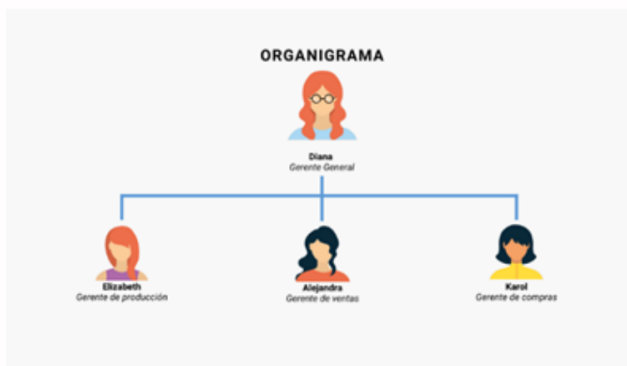 ORGANIGRAMA
Diana
Gerente General
Elizabeth
Gerente de producción
Alejandra
Gerente de ventas
Karol
Gerente de compras